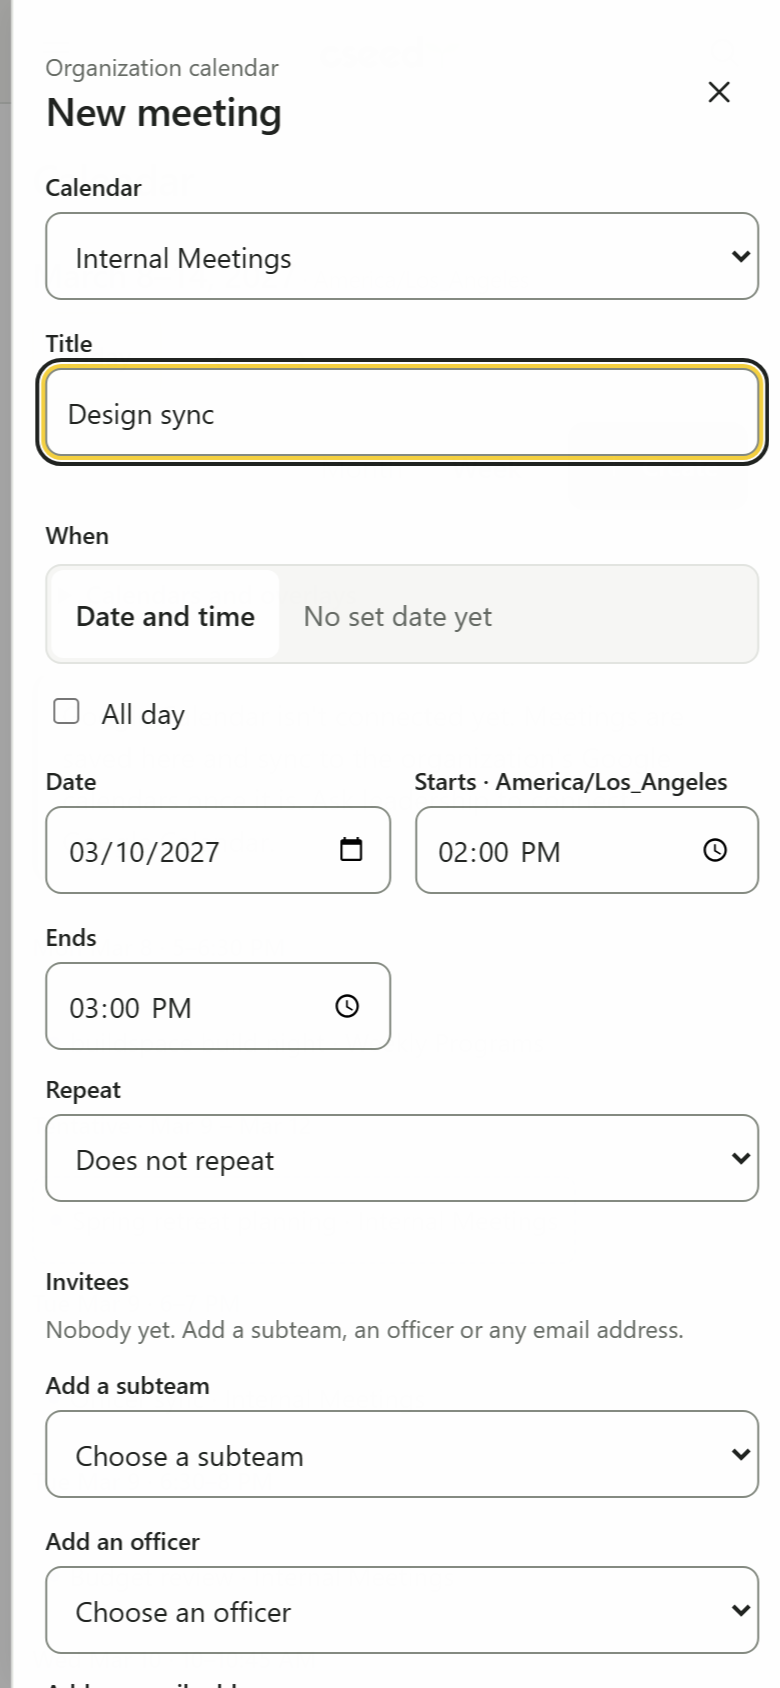 Organization calendar
New meeting
Calendar
Internal Meetings
Title
Design sync
When
Date and time No set date yet
All day
Date Starts · America/Los_Angeles
03/10/2027 02:00 PM
Ends
03:00 PM
Repeat
Does not repeat
Invitees
Nobody yet. Add a subteam, an officer or any email address.
Add a subteam
Choose a subteam
Add an officer
Choose an officer